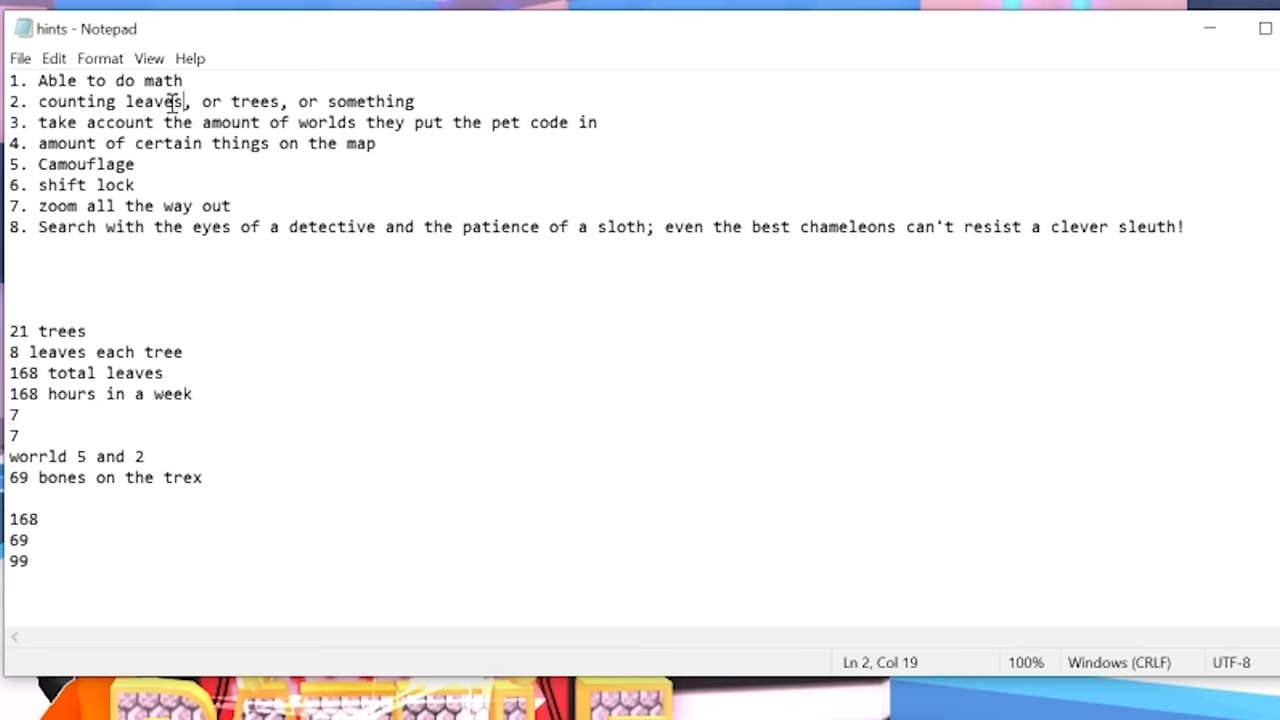 hints - Notepad
File Edit Format View Help
1. Able to do math
2. counting leaves, or trees, or something
3. take account the amount of worlds they put the pet code in
4. amount of certain things on the map
5. Camouflage
6. shift lock
7. zoom all the way out
8. Search with the eyes of a detective and the patience of a sloth; even the best chameleons can't resist a clever sleuth!
21 trees
8 leaves each tree
168 total leaves
168 hours in a week
7
7
worrld 5 and 2
69 bones on the trex
168
69
99
Ln 2, Col 19 100% Windows (CRLF) UTF-8